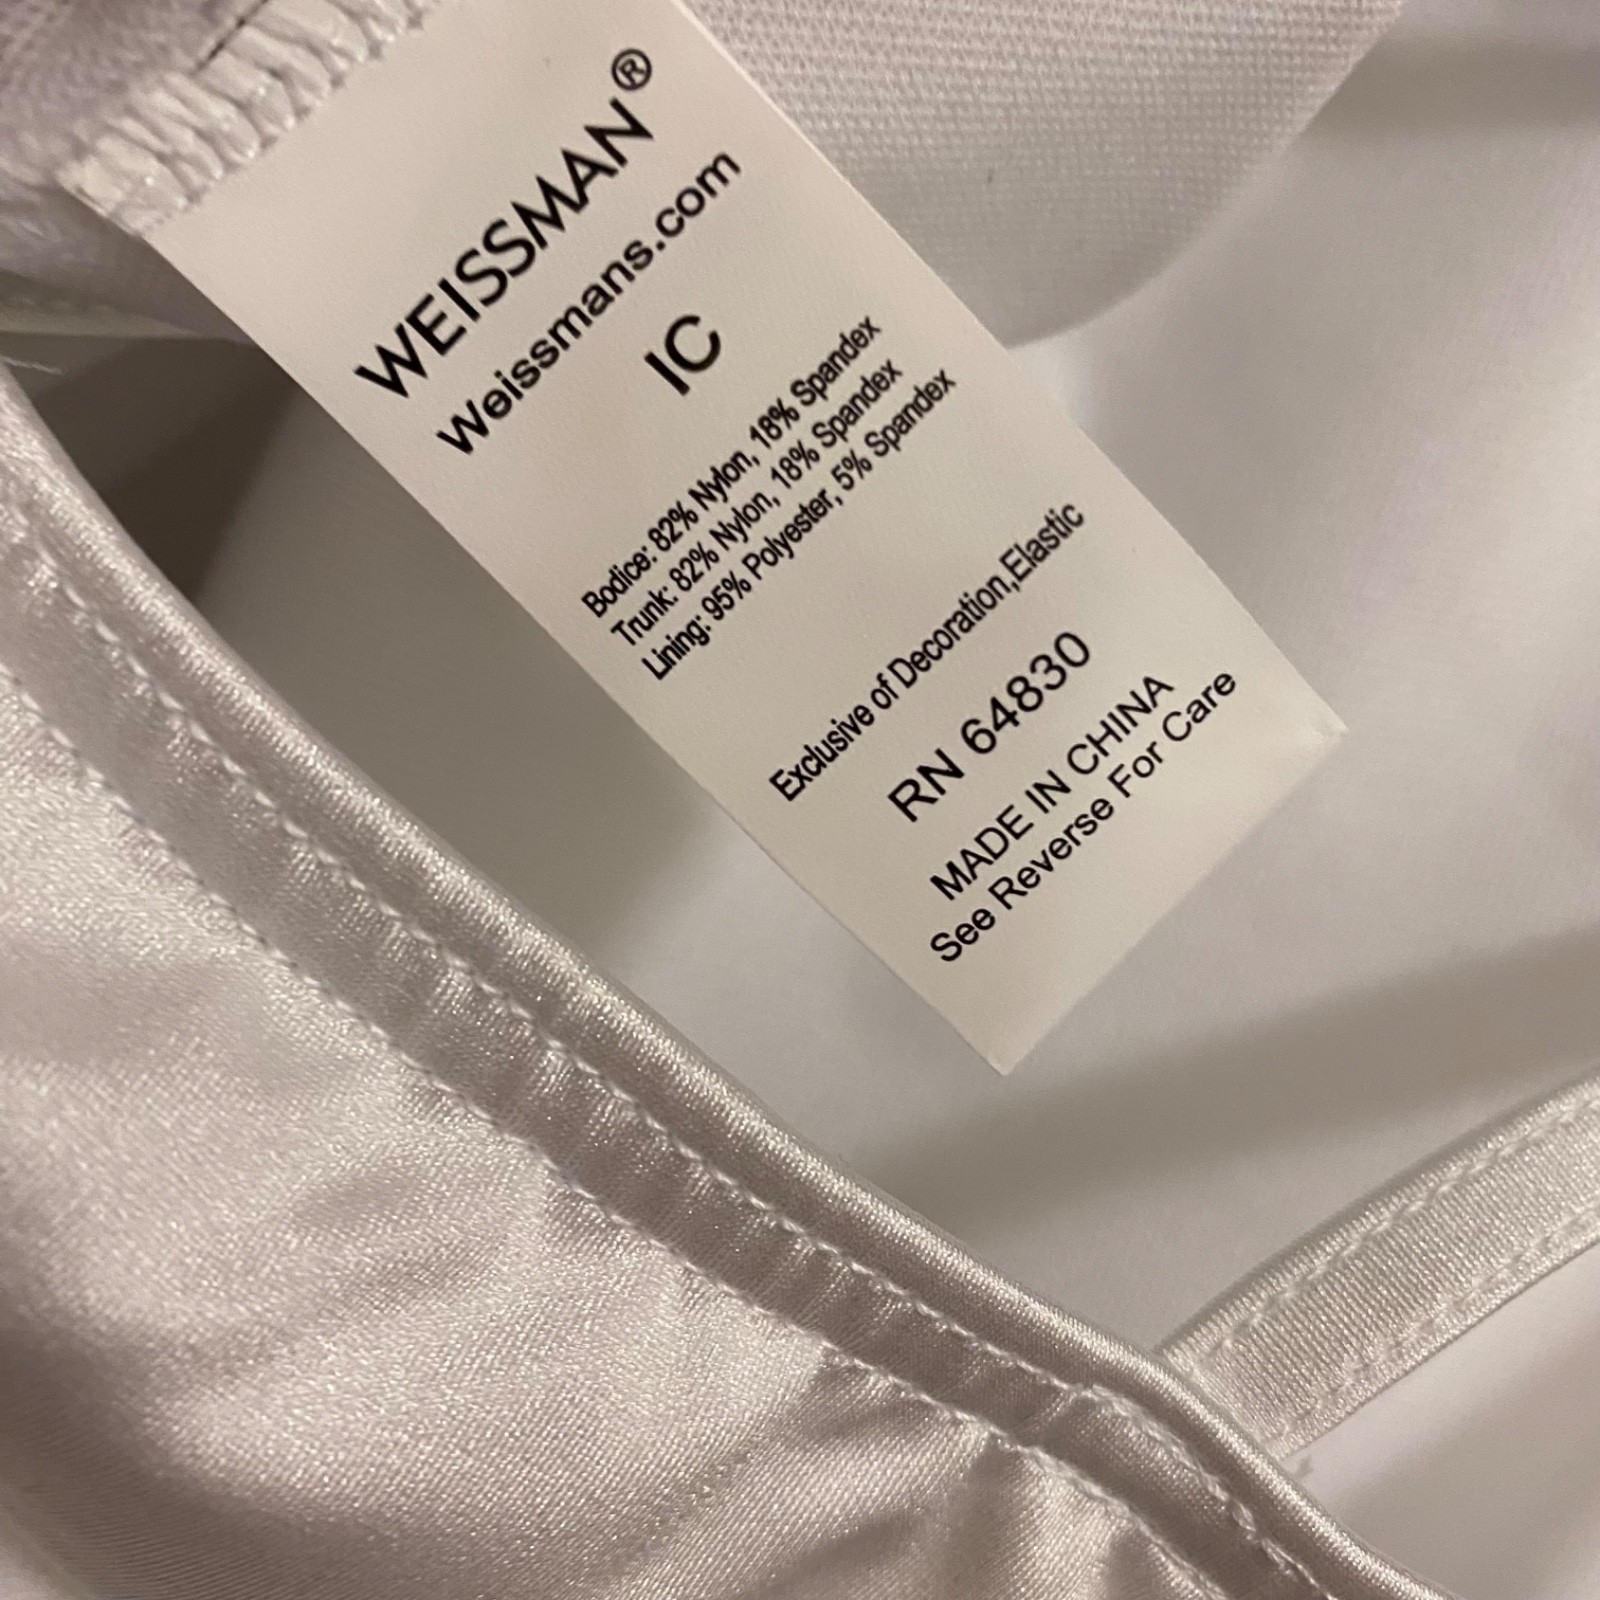 WEISSMAN®
Weissmans.com
IC
Bodice: 82% Nylon, 18% Spandex
Trunk: 82% Nylon, 18% Spandex
Lining: 95% Polyester, 5% Spandex
Exclusive of Decoration,Elastic
RN 64830
MADE IN CHINA
See Reverse For Care